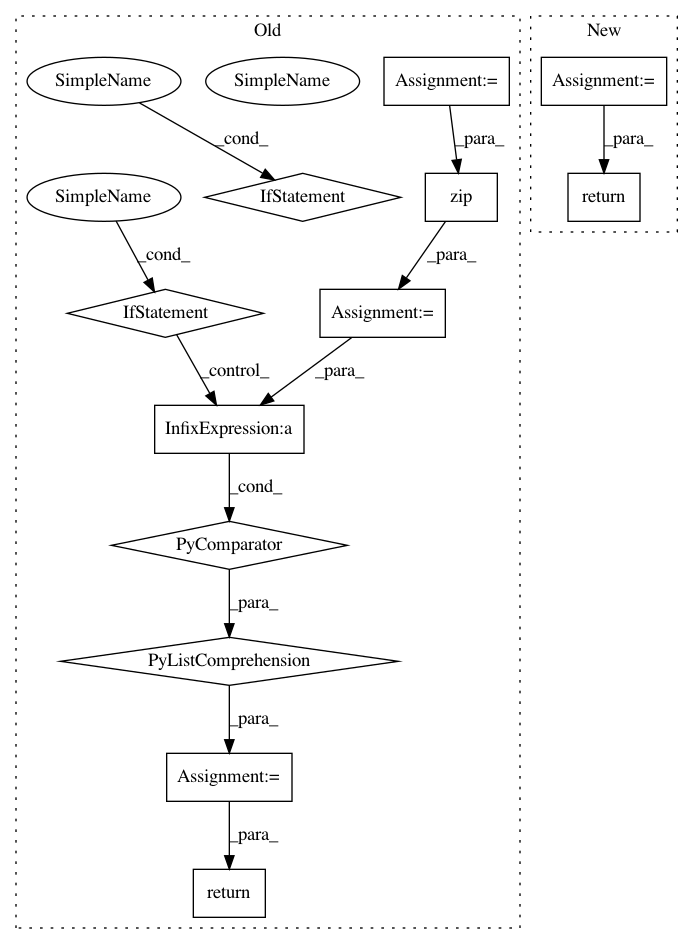 Old
New
SimpleName
SimpleName
Assignment:=
Assignment:=
_cond_
_para_
_para_
SimpleName
IfStatement
zip
return
_cond_
_para_
IfStatement
Assignment:=
_control_
_para_
InfixExpression:a
_cond_
PyComparator
_para_
PyListComprehension
_para_
Assignment:=
_para_
return